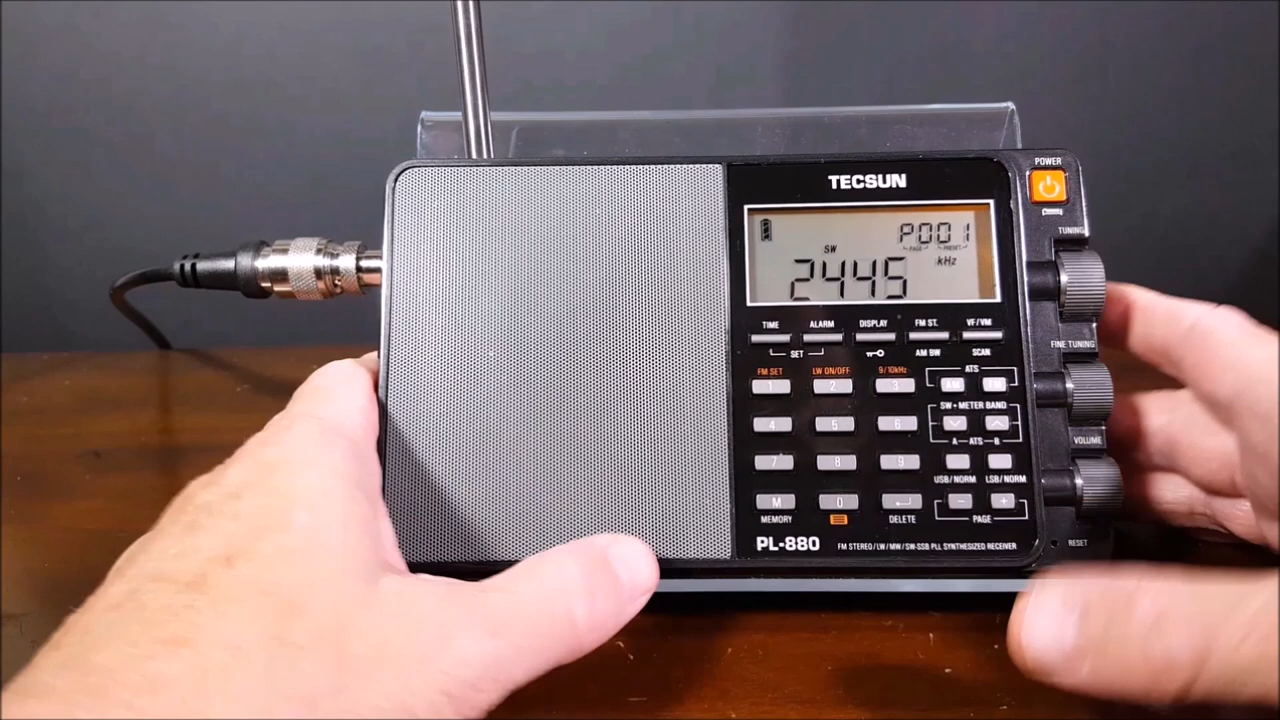 POWER
TECSUN
TUNING
P001
PAGE PRESET
SW
2445 kHz
TIME ALARM DISPLAY FM ST. VF/VM
SET AM BW SCAN
FINE TUNING
FM SET LW ON/OFF 9/10kHz ATS
1 2 3 AM FM
SW - METER BAND
4 5 6
A ATS B
VOLUME
7 8 9
USB/NORM LSB/NORM
M 0 - +
MEMORY DELETE PAGE
PL-880 FM STEREO/LW/MW/SW-SSB PLL SYNTHESIZED RECEIVER
RESET